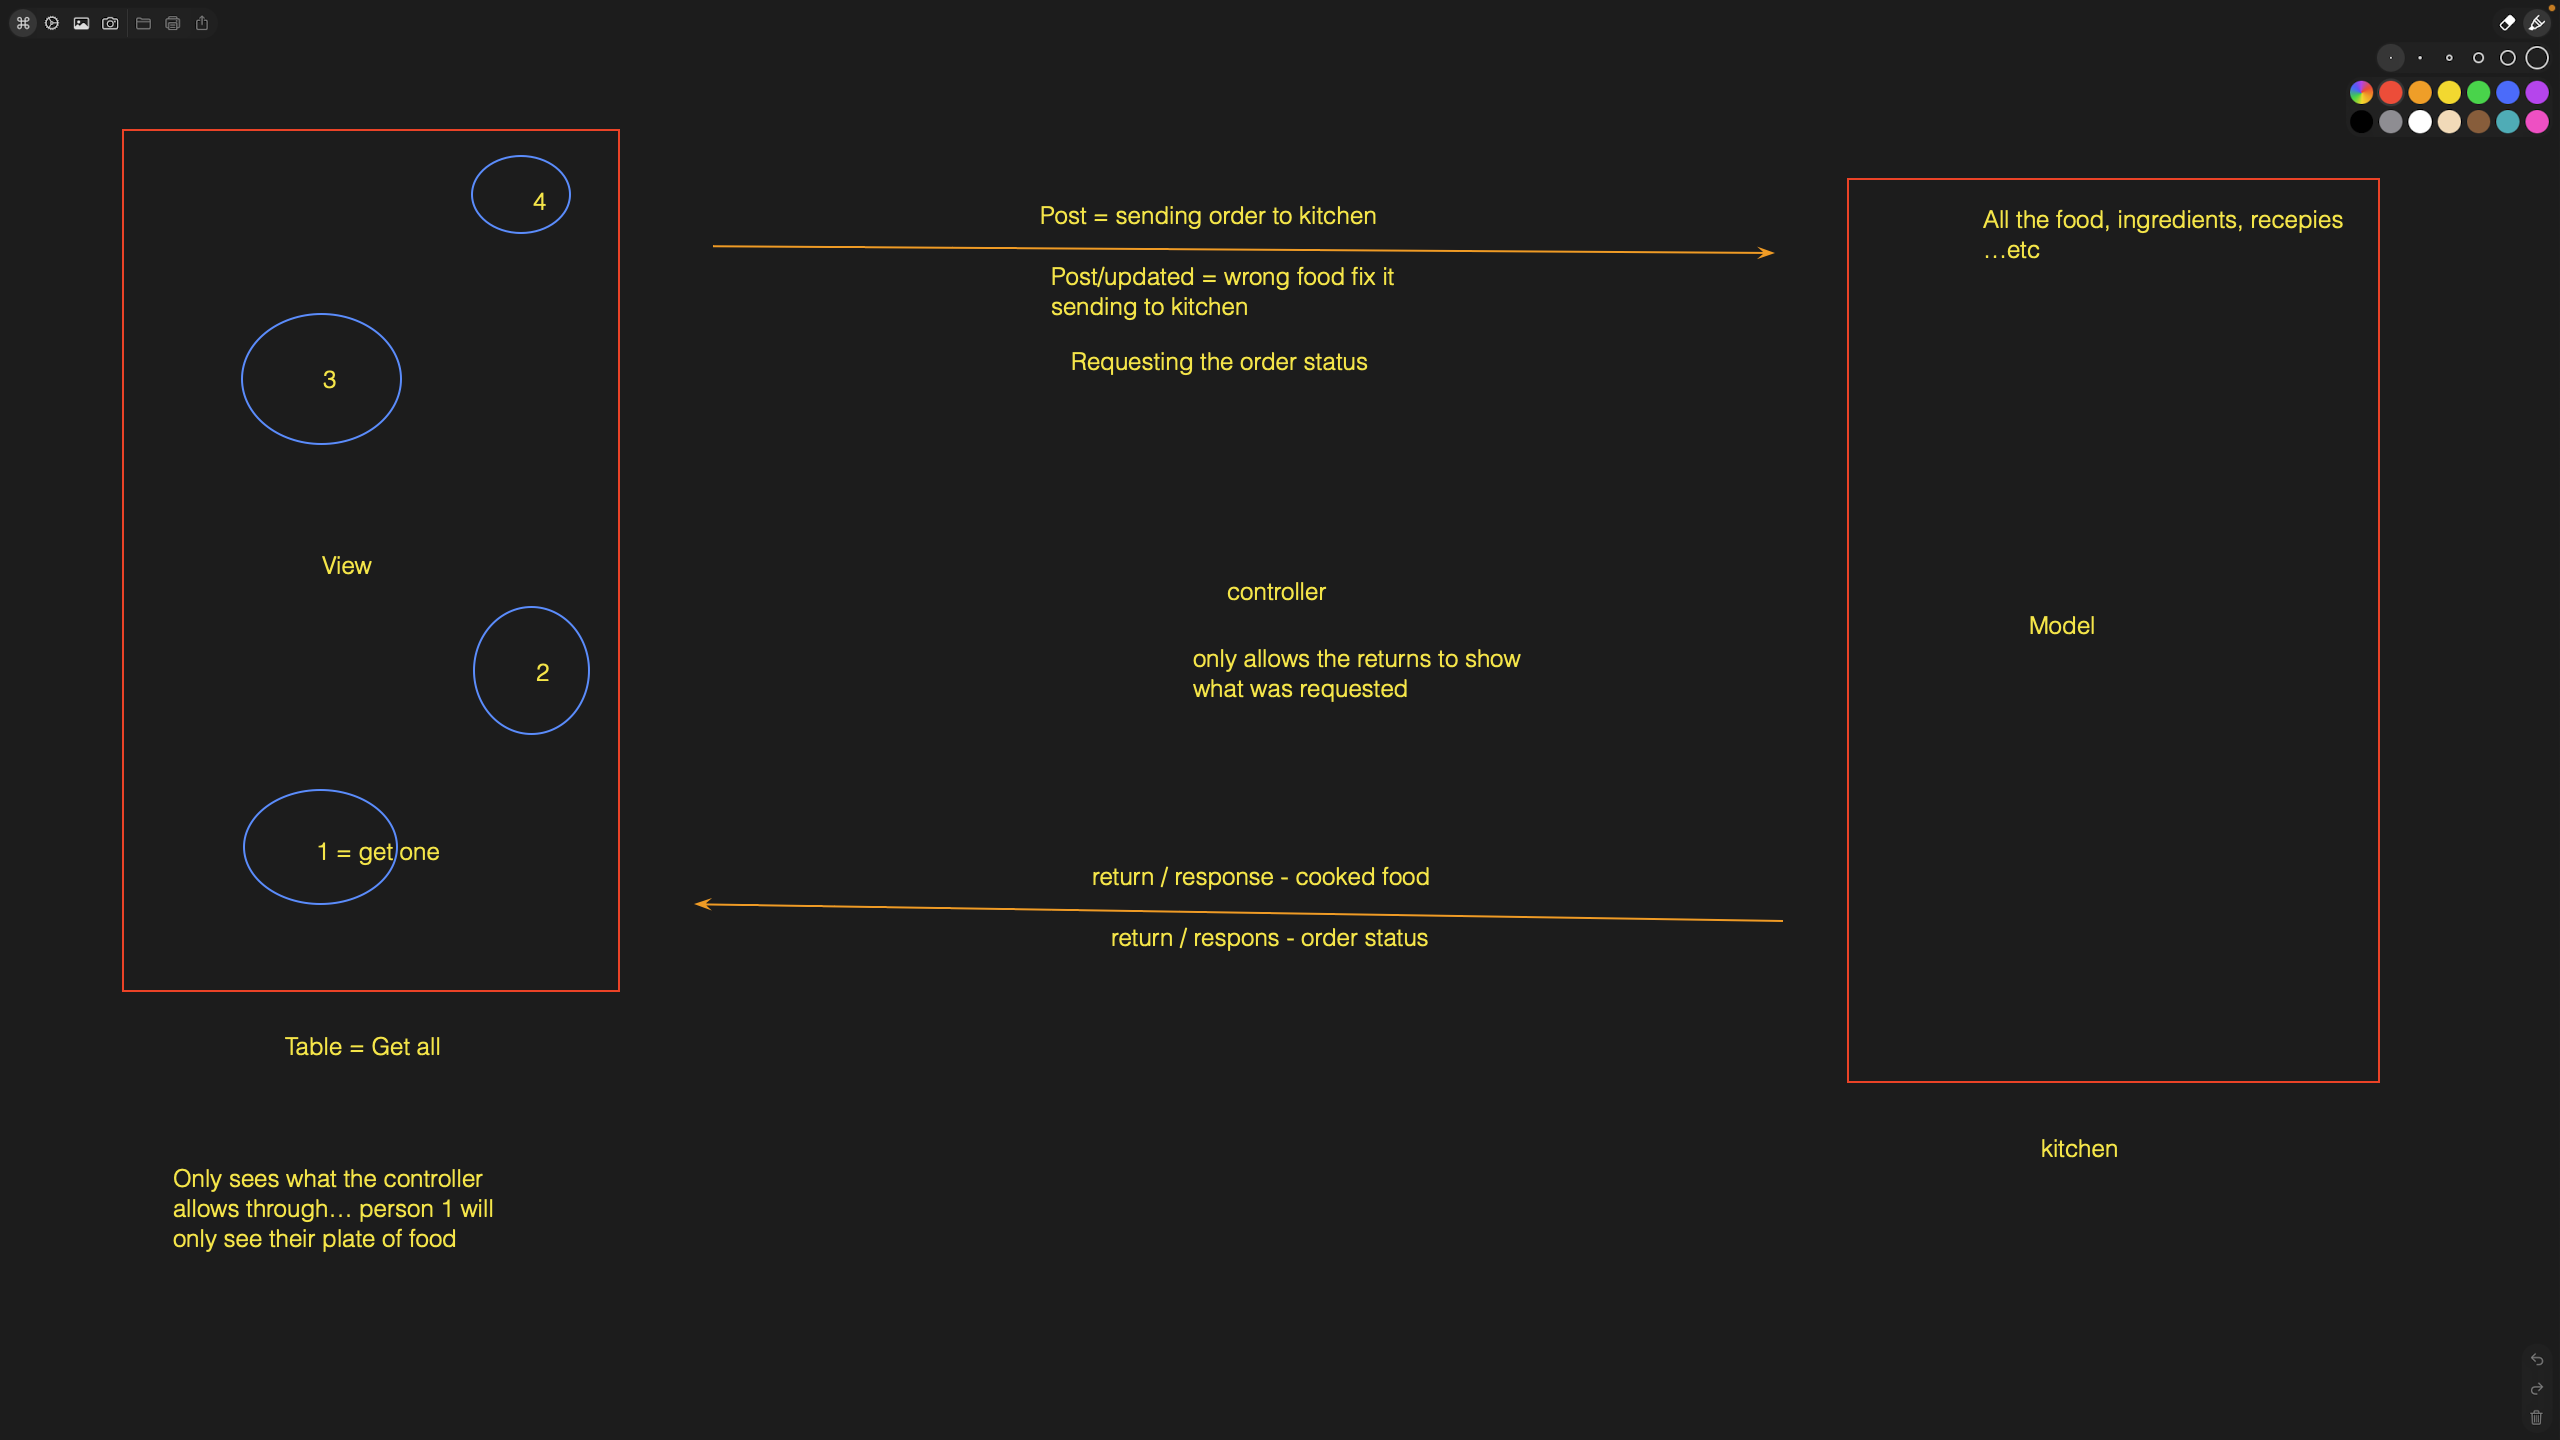 4
3
View
2
1 = get one
Table = Get all
Only sees what the controller
allows through... person 1 will
only see their plate of food
Post = sending order to kitchen
Post/updated = wrong food fix it
sending to kitchen
Requesting the order status
controller
only allows the returns to show
what was requested
return / response - cooked food
return / respons - order status
All the food, ingredients, recepies
...etc
Model
kitchen